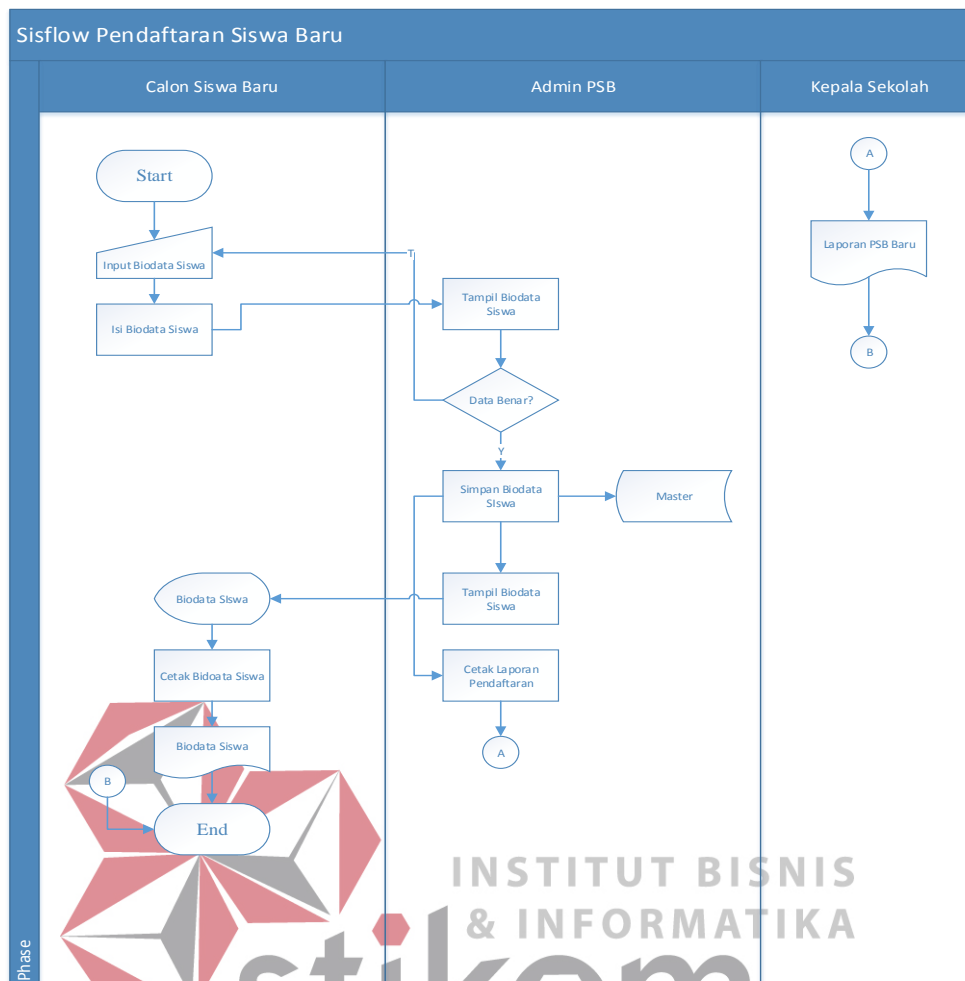 Sisflow Pendaftaran Siswa Baru
Phase
Calon Siswa Baru
Admin PSB
Kepala Sekolah
Start
Input Biodata Siswa
Isi Biodata Siswa
T
Tampil Biodata
Siswa
Data Benar?
Y
Simpan Biodata
SIswa
Master
Tampil Biodata
Siswa
Biodata SIswa
Cetak Bidoata Siswa
Biodata Siswa
B
End
Cetak Laporan
Pendaftaran
A
A
Laporan PSB Baru
B
INSTITUT BISNIS
& INFORMATIKA
stikom